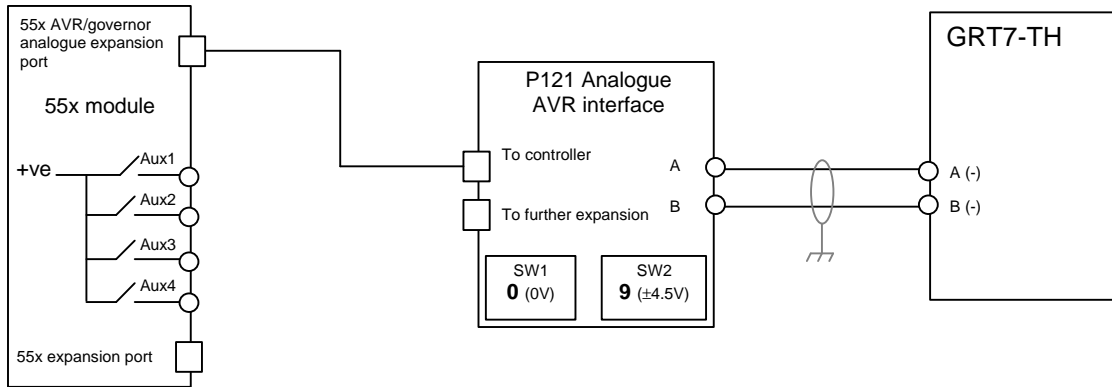 55x AVR/governor
analogue expansion
port
55x module
+ve
Aux1
Aux2
Aux3
Aux4
55x expansion port
P121 Analogue
AVR interface
To controller
A
To further expansion
B
SW1
0 (0V)
SW2
9 (±4.5V)
GRT7-TH
A (-)
B (-)